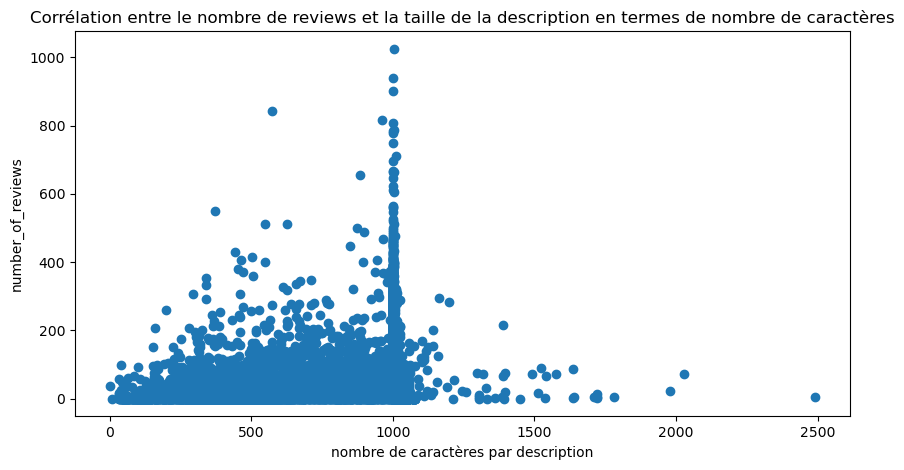 Corrélation entre le nombre de reviews et la taille de la description en termes de nombre de caractères
number_of_reviews
1000
800
600
400
200
0
0 500 1000 1500 2000 2500
nombre de caractères par description